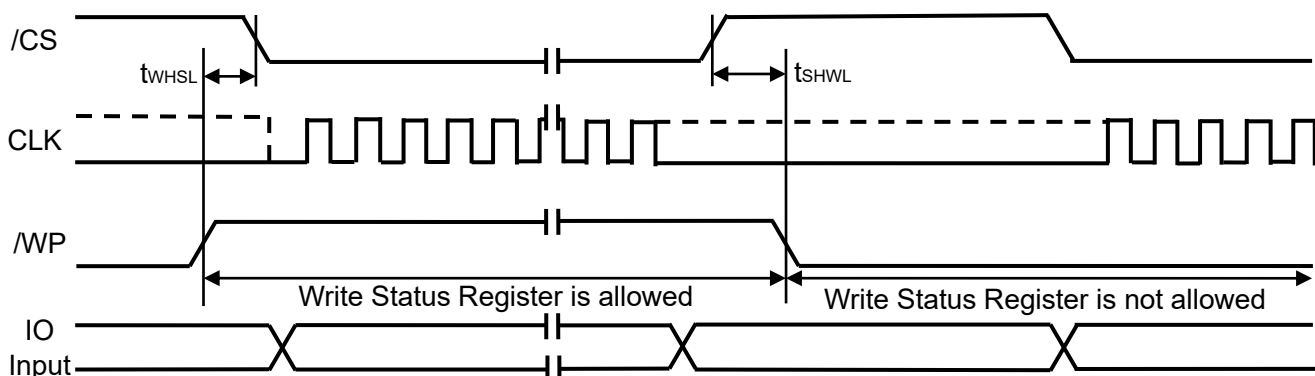 /CS
tWHSL
tSHWL
CLK
/WP
Write Status Register is allowed
Write Status Register is not allowed
IO
Input